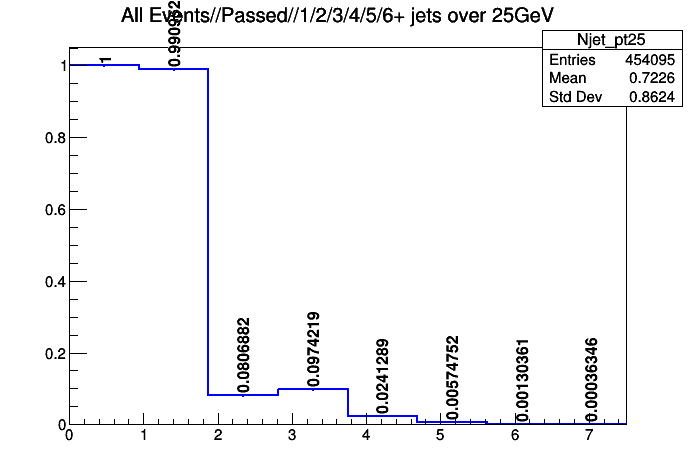 All Events//Passed//1/2/3/4/5/6+ jets over 25GeV
Njet_pt25
Entries 454095
Mean 0.7226
Std Dev 0.8624
1
0.0806882
0.0974219
0.0241289
0.00574752
0.00130361
0.00036346
1
0.8
0.6
0.4
0.2
0
0 1 2 3 4 5 6 7